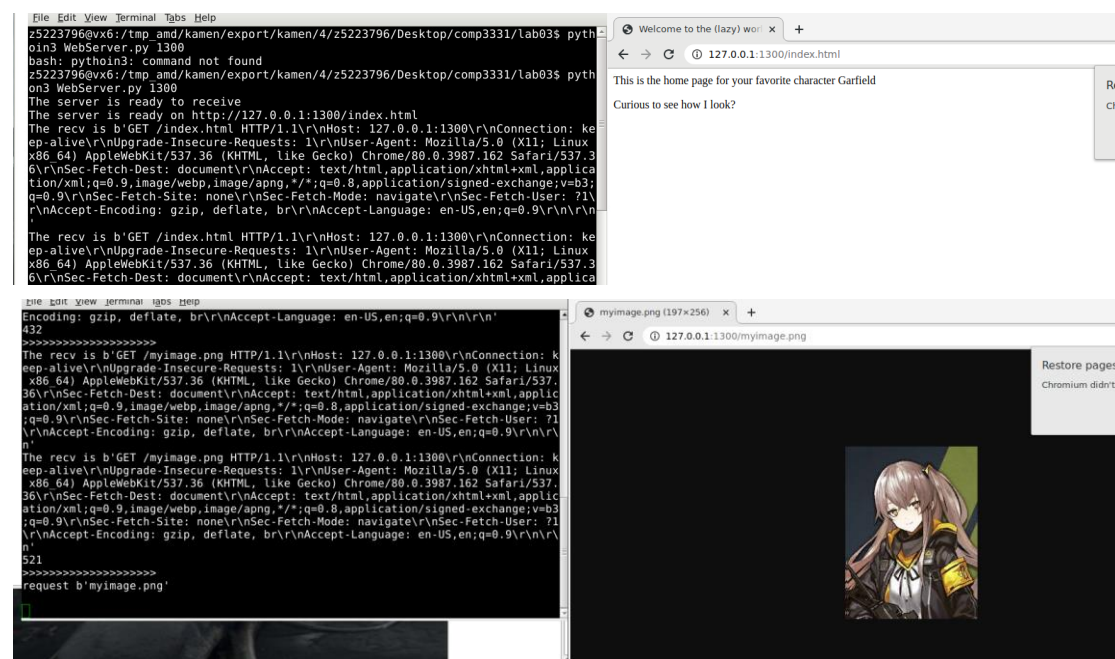 File Edit View Terminal Tabs Help
z5223796@vx6:/tmp_amd/kamen/export/kamen/4/z5223796/Desktop/comp3331/lab03$ pyth
oin3 WebServer.py 1300
bash: pythoin3: command not found
z5223796@vx6:/tmp_amd/kamen/export/kamen/4/z5223796/Desktop/comp3331/lab03$ pyth
on3 WebServer.py 1300
The server is ready to receive
The server is ready on http://127.0.0.1:1300/index.html
The recv is b'GET /index.html HTTP/1.1\r\nHost: 127.0.0.1:1300\r\nConnection: ke
ep-alive\r\nUpgrade-Insecure-Requests: 1\r\nUser-Agent: Mozilla/5.0 (X11; Linux
x86_64) AppleWebKit/537.36 (KHTML, like Gecko) Chrome/80.0.3987.162 Safari/537.3
6\r\nSec-Fetch-Dest: document\r\nAccept: text/html,application/xhtml+xml,applica
tion/xml;q=0.9,image/webp,image/apng,*/*;q=0.8,application/signed-exchange;v=b3;
q=0.9\r\nSec-Fetch-Site: none\r\nSec-Fetch-Mode: navigate\r\nSec-Fetch-User: ?1\
r\nAccept-Encoding: gzip, deflate, br\r\nAccept-Language: en-US,en;q=0.9\r\n\r\n
'
The recv is b'GET /index.html HTTP/1.1\r\nHost: 127.0.0.1:1300\r\nConnection: ke
ep-alive\r\nUpgrade-Insecure-Requests: 1\r\nUser-Agent: Mozilla/5.0 (X11; Linux
x86_64) AppleWebKit/537.36 (KHTML, like Gecko) Chrome/80.0.3987.162 Safari/537.3
6\r\nSec-Fetch-Dest: document\r\nAccept: text/html,application/xhtml+xml,applica
Welcome to the (lazy) worl
127.0.0.1:1300/index.html
This is the home page for your favorite character Garfield
Curious to see how I look?
Re
Ch
File Edit View Terminal Tabs Help
Encoding: gzip, deflate, br\r\nAccept-Language: en-US,en;q=0.9\r\n\r\n'
432
>>>>>>>>>>>>>>>>>>>>>
The recv is b'GET /myimage.png HTTP/1.1\r\nHost: 127.0.0.1:1300\r\nConnection: k
eep-alive\r\nUpgrade-Insecure-Requests: 1\r\nUser-Agent: Mozilla/5.0 (X11; Linux
 x86_64) AppleWebKit/537.36 (KHTML, like Gecko) Chrome/80.0.3987.162 Safari/537.
36\r\nSec-Fetch-Dest: document\r\nAccept: text/html,application/xhtml+xml,applic
ation/xml;q=0.9,image/webp,image/apng,*/*;q=0.8,application/signed-exchange;v=b3
;q=0.9\r\nSec-Fetch-Site: none\r\nSec-Fetch-Mode: navigate\r\nSec-Fetch-User: ?1
\r\nAccept-Encoding: gzip, deflate, br\r\nAccept-Language: en-US,en;q=0.9\r\n\r\
n'
The recv is b'GET /myimage.png HTTP/1.1\r\nHost: 127.0.0.1:1300\r\nConnection: k
eep-alive\r\nUpgrade-Insecure-Requests: 1\r\nUser-Agent: Mozilla/5.0 (X11; Linux
 x86_64) AppleWebKit/537.36 (KHTML, like Gecko) Chrome/80.0.3987.162 Safari/537.
36\r\nSec-Fetch-Dest: document\r\nAccept: text/html,application/xhtml+xml,applic
ation/xml;q=0.9,image/webp,image/apng,*/*;q=0.8,application/signed-exchange;v=b3
;q=0.9\r\nSec-Fetch-Site: none\r\nSec-Fetch-Mode: navigate\r\nSec-Fetch-User: ?1
\r\nAccept-Encoding: gzip, deflate, br\r\nAccept-Language: en-US,en;q=0.9\r\n\r\
n'
521
>>>>>>>>>>>>>>>>>>>>>
request b'myimage.png'
myimage.png (197×256)
127.0.0.1:1300/myimage.png
Restore pages
Chromium didn't